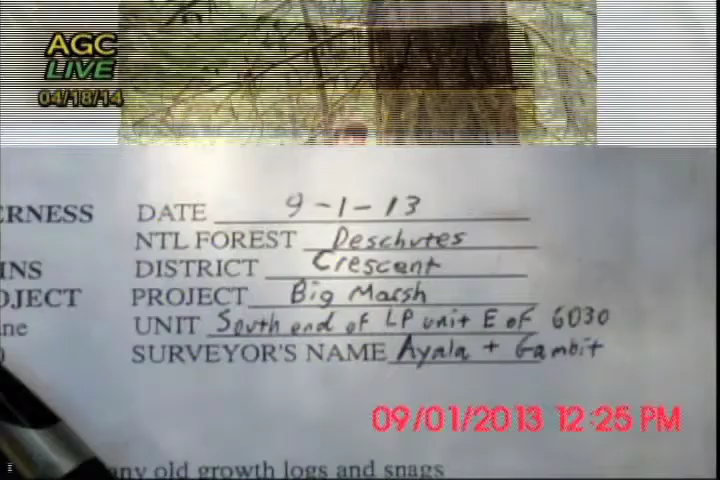 AGC
LIVE
04/18/14
ERNESS DATE 9-1-13
NTL FOREST Deschutes
INS DISTRICT Crescent
OJECT PROJECT Big Marsh
ne UNIT South end of LP unit E of 6030
SURVEYOR'S NAME Ayala + Gambit
09/01/2013 12:25 PM
any old growth logs and snags